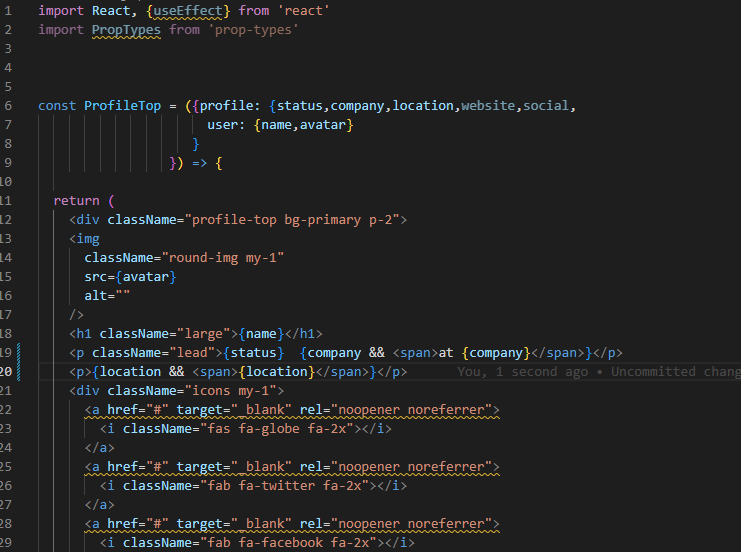 1 import React, {useEffect} from 'react'
2 import PropTypes from 'prop-types'
3
4
5
6 const ProfileTop = ({profile: {status,company,location,website,social,
7 user: {name,avatar}
8 }
9 }) => {
10
11 return (
12 <div className="profile-top bg-primary p-2">
13 <img
14 className="round-img my-1"
15 src={avatar}
16 alt=""
17 />
18 <h1 className="large">{name}</h1>
19 <p className="lead">{status}  {company && <span>at {company}</span>}</p>
20 <p>{location && <span>{location}</span>}</p> You, 1 second ago • Uncommitted chang
21 <div className="icons my-1">
22 <a href="#" target="_blank" rel="noopener noreferrer">
23 <i className="fas fa-globe fa-2x"></i>
24 </a>
25 <a href="#" target="_blank" rel="noopener noreferrer">
26 <i className="fab fa-twitter fa-2x"></i>
27 </a>
28 <a href="#" target="_blank" rel="noopener noreferrer">
29 <i className="fab fa-facebook fa-2x"></i>